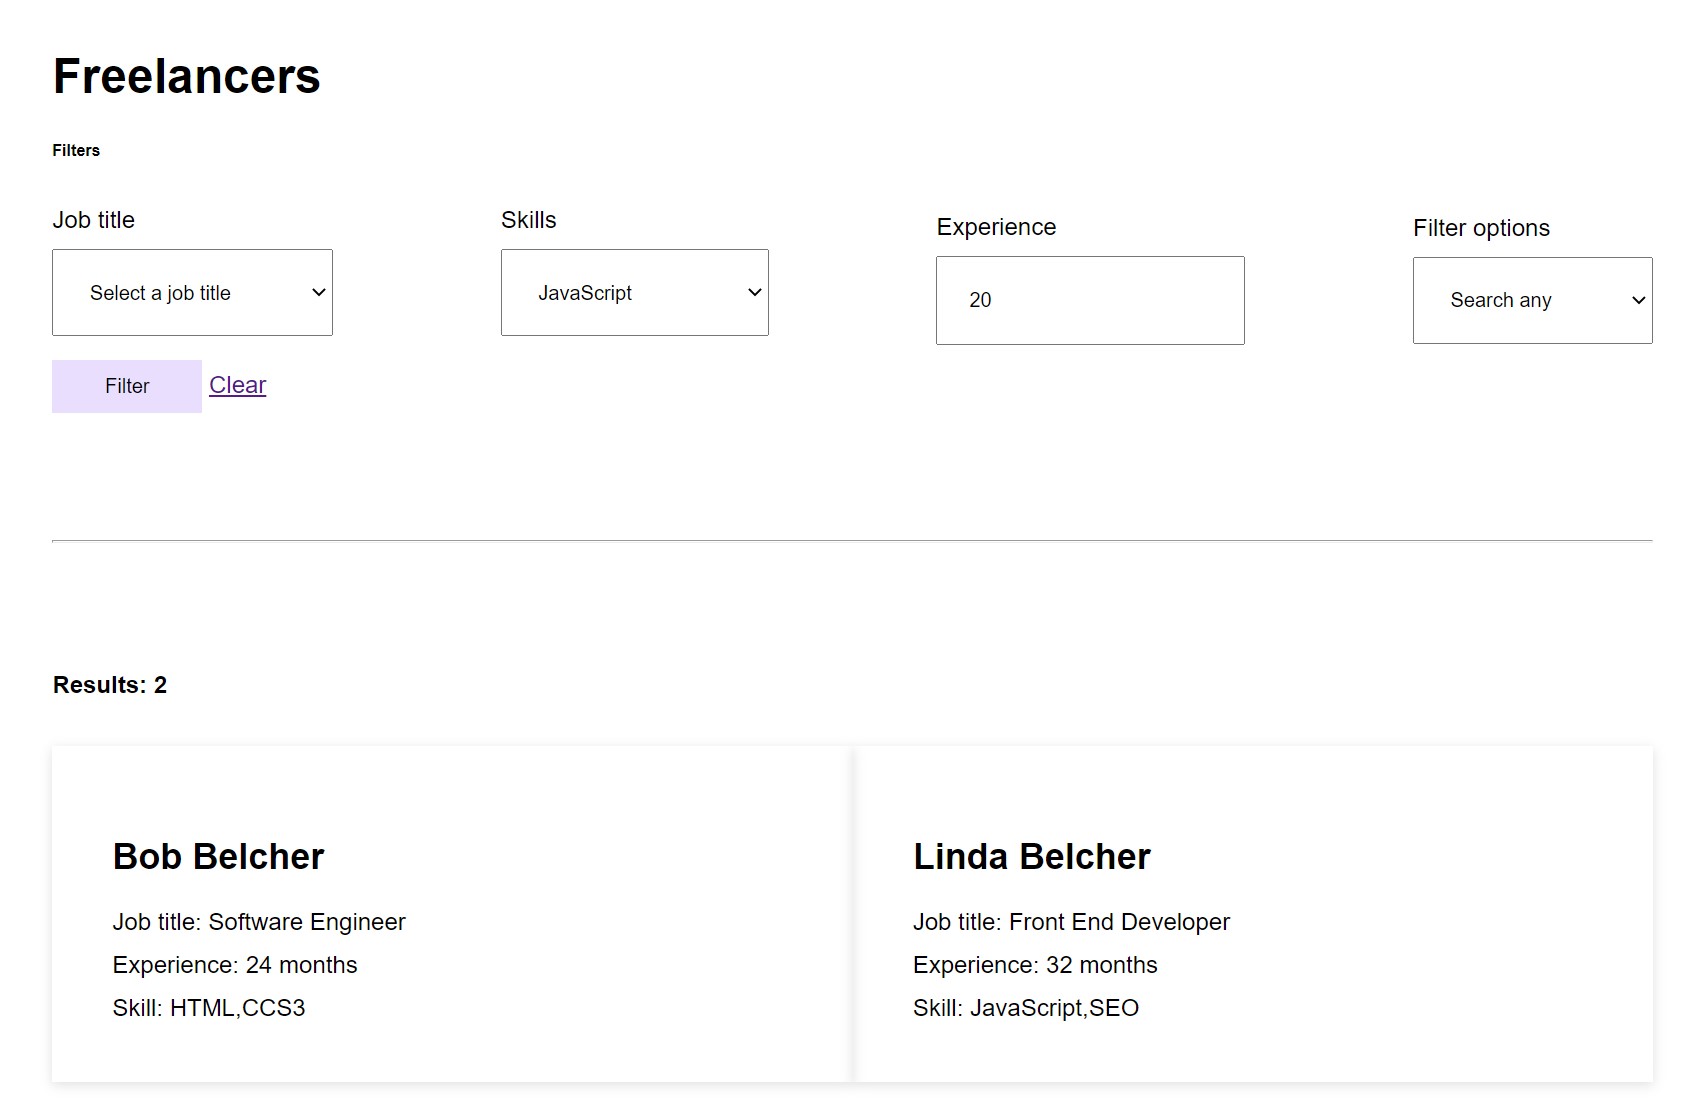 Freelancers
Filters
Job title
Select a job title
Skills
JavaScript
Experience
20
Filter options
Search any
Filter Clear
Results: 2
Bob Belcher
Job title: Software Engineer
Experience: 24 months
Skill: HTML,CCS3
Linda Belcher
Job title: Front End Developer
Experience: 32 months
Skill: JavaScript,SEO